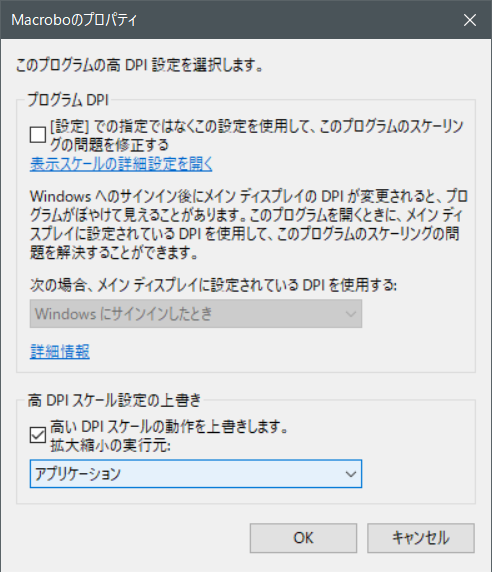 Macroboのプロパティ
このプログラムの高 DPI 設定を選択します。
プログラム DPI
[設定] での指定ではなくこの設定を使用して、このプログラムのスケーリン
グの問題を修正する
表示スケールの詳細設定を開く
Windows へのサインイン後にメイン ディスプレイの DPI が変更されると、プロ
グラムがぼやけて見えることがあります。このプログラムを開くときに、メイン ディ
スプレイに設定されている DPI を使用して、このプログラムのスケーリングの問
題を解決することができます。
次の場合、メイン ディスプレイに設定されている DPI を使用する:
Windows にサインインしたとき
詳細情報
高 DPI スケール設定の上書き
高い DPI スケールの動作を上書きします。
拡大縮小の実行元:
アプリケーション
OK
キャンセル